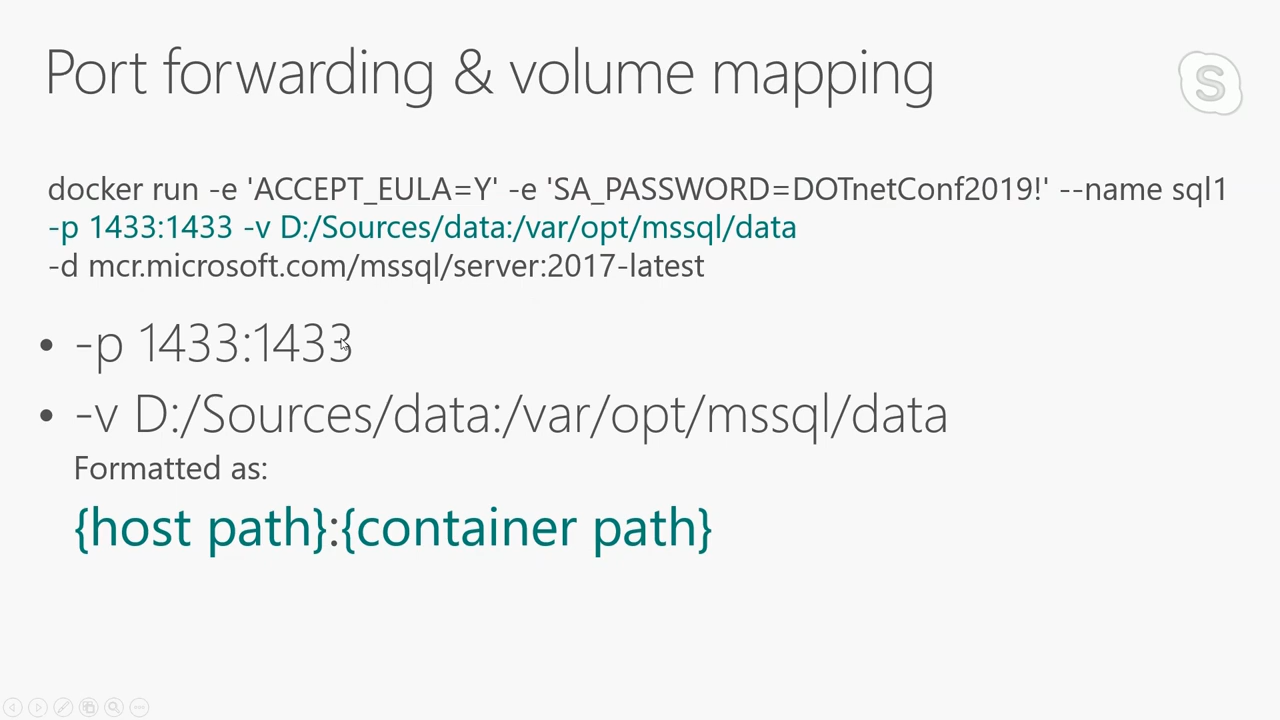 Port forwarding & volume mapping
S
docker run -e 'ACCEPT_EULA=Y' -e 'SA_PASSWORD=DOTnetConf2019!' --name sql1
-p 1433:1433 -v D:/Sources/data:/var/opt/mssql/data
-d mcr.microsoft.com/mssql/server:2017-latest
• -p 1433:1433
• -v D:/Sources/data:/var/opt/mssql/data
Formatted as:
{host path}:{container path}